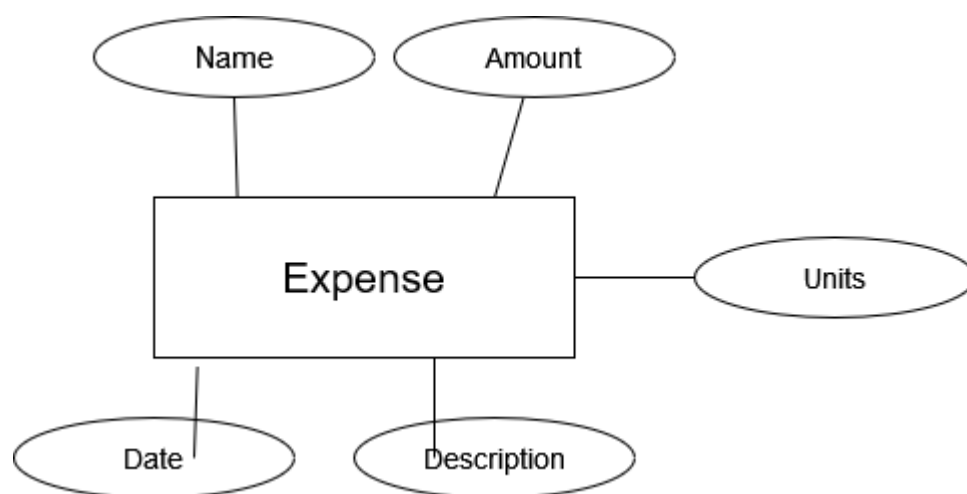 Name
Amount
Expense
Units
Date
Description